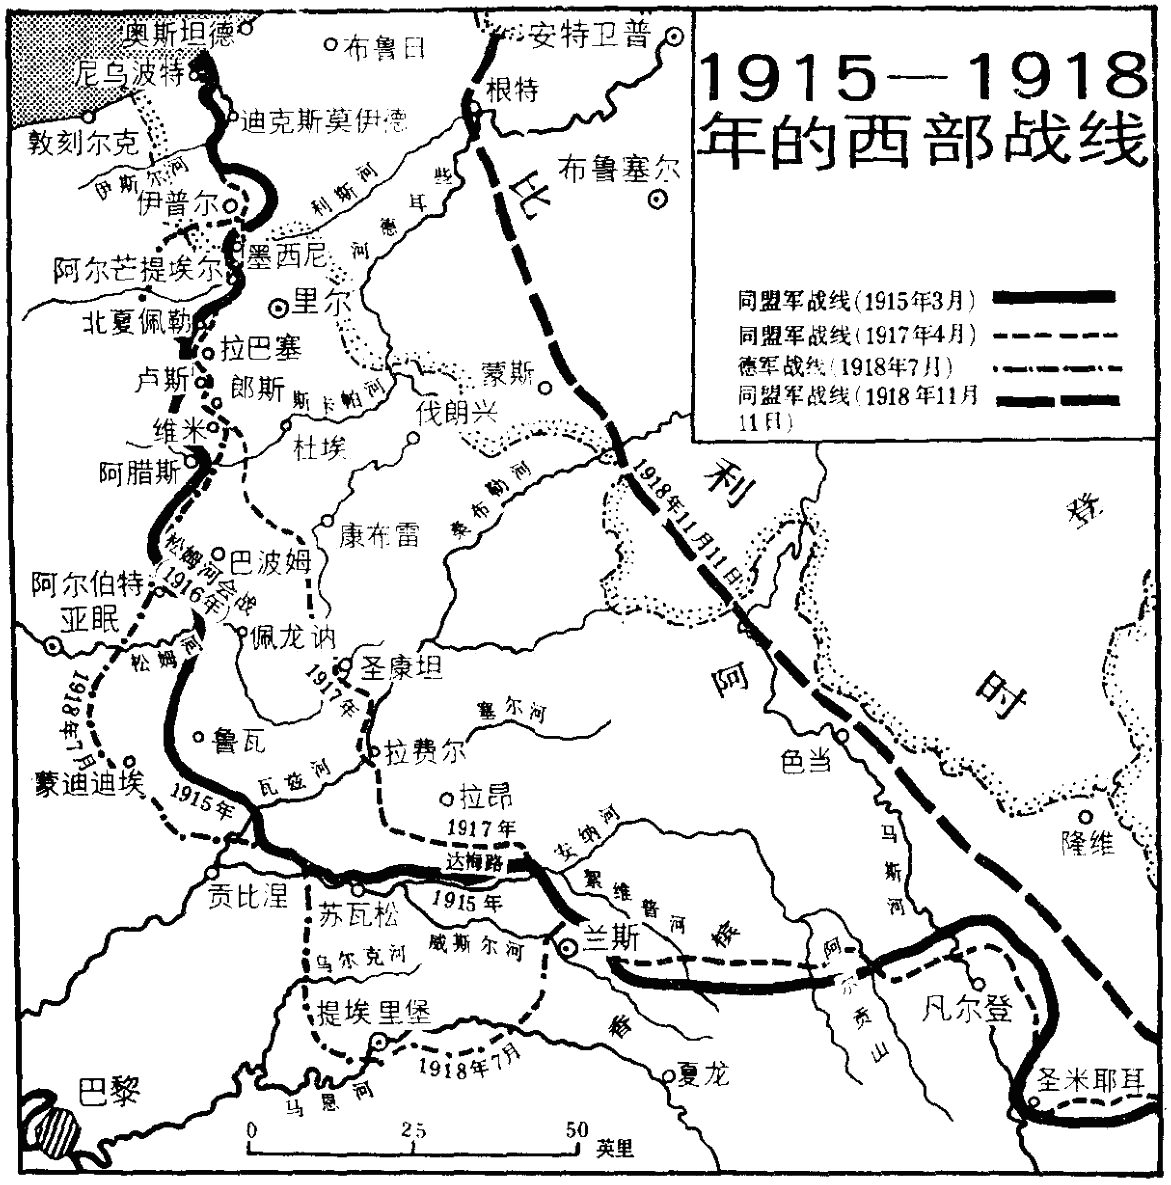 1915—1918
年的西部战线
同盟军战线(1915年3月)
同盟军战线(1917年4月)
德军战线(1918年7月)
同盟军战线(1918年11月
11日)
奥斯坦德
布鲁日
安特卫普
尼乌波特
根特
迪克斯莫伊德
敦刻尔克
布鲁塞尔
伊斯尔河
伊普尔
利斯河
些
耳
德
河
比
墨西尼
阿尔芒提埃尔
里尔
北夏佩勒
拉巴塞
卢斯
郎斯
斯卡帕河
蒙斯
伐朗兴
维米
杜埃
阿腊斯
桑布勒河
1918年11月11日
利
登
康布雷
松姆河会战
(1916年)
巴波姆
阿尔伯特
亚眠
佩龙讷
松姆河
1917年
圣康坦
阿
时
1918年7月
鲁瓦
塞尔河
拉费尔
色当
蒙迪迪埃
瓦兹河
1915年
拉昂
1917年
安纳河
马斯河
隆维
达梅路
贡比涅
苏瓦松
1915年
絮维普河
威斯尔河
兰斯
槟
阿
尔
贡
山
乌尔克河
凡尔登
提埃里堡
香
1918年7月
夏龙
圣米耶耳
巴黎
马恩河
0 25 50 英里